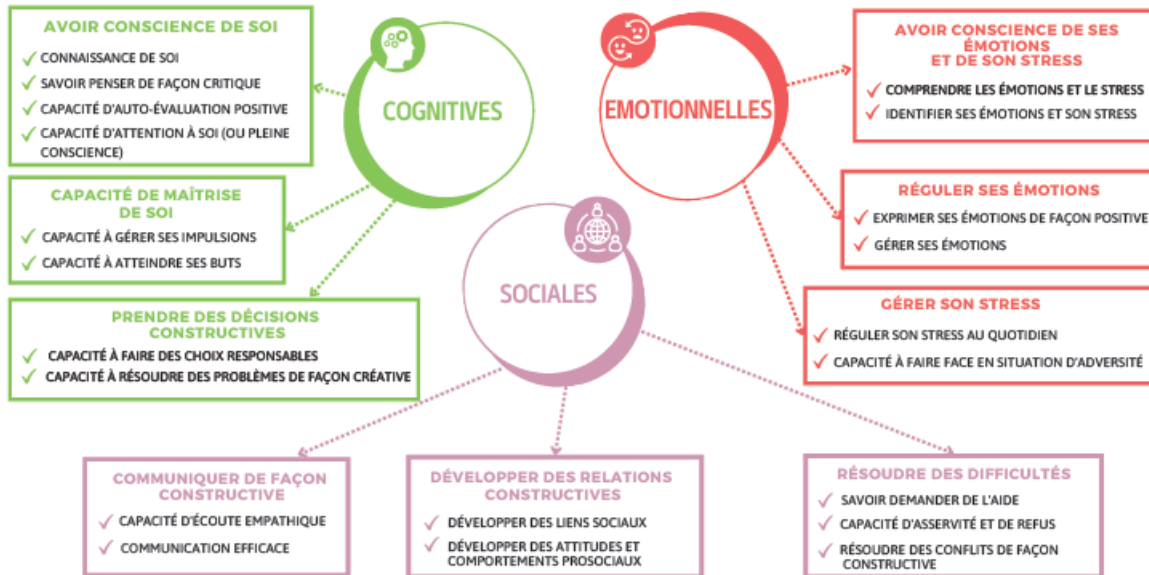 AVOIR CONSCIENCE DE SOI
CONNAISSANCE DE SOI
SAVOIR PENSER DE FAÇON CRITIQUE
CAPACITÉ D'AUTO-ÉVALUATION POSITIVE
CAPACITÉ D'ATTENTION À SOI (OU PLEINE
CONSCIENCE)
CAPACITÉ DE MAÎTRISE
DE SOI
CAPACITÉ À GÉRER SES IMPULSIONS
CAPACITÉ À ATTEINDRE SES BUTS
PRENDRE DES DÉCISIONS
CONSTRUCTIVES
CAPACITÉ À FAIRE DES CHOIX RESPONSABLES
CAPACITÉ À RÉSOUDRE DES PROBLÈMES DE FAÇON CRÉATIVE
COGNITIVES
EMOTIONNELLES
AVOIR CONSCIENCE DE SES
ÉMOTIONS
ET DE SON STRESS
COMPRENDRE LES ÉMOTIONS ET LE STRESS
IDENTIFIER SES ÉMOTIONS ET SON STRESS
RÉGULER SES ÉMOTIONS
EXPRIMER SES ÉMOTIONS DE FAÇON POSITIVE
GÉRER SES ÉMOTIONS
GÉRER SON STRESS
RÉGULER SON STRESS AU QUOTIDIEN
CAPACITÉ À FAIRE FACE EN SITUATION D'ADVERSITÉ
SOCIALES
COMMUNIQUER DE FAÇON
CONSTRUCTIVE
CAPACITÉ D'ÉCOUTE EMPATHIQUE
COMMUNICATION EFFICACE
DÉVELOPPER DES RELATIONS
CONSTRUCTIVES
DÉVELOPPER DES LIENS SOCIAUX
DÉVELOPPER DES ATTITUDES ET
COMPORTEMENTS PROSOCIAUX
RÉSOUDRE DES DIFFICULTÉS
SAVOIR DEMANDER DE L'AIDE
CAPACITÉ D'ASSERVITÉ ET DE REFUS
RÉSOUDRE DES CONFLITS DE FAÇON
CONSTRUCTIVE